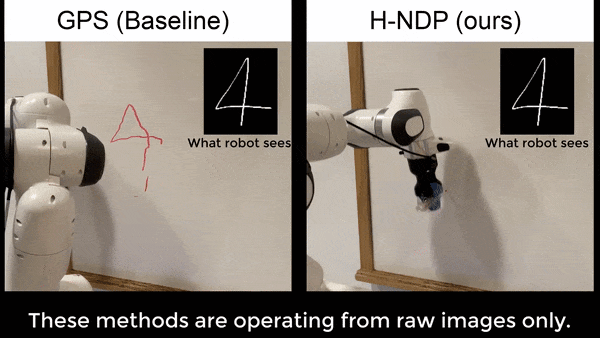 GPS (Baseline)
H-NDP (ours)
4
What robot sees
4
4
What robot sees
These methods are operating from raw images only.